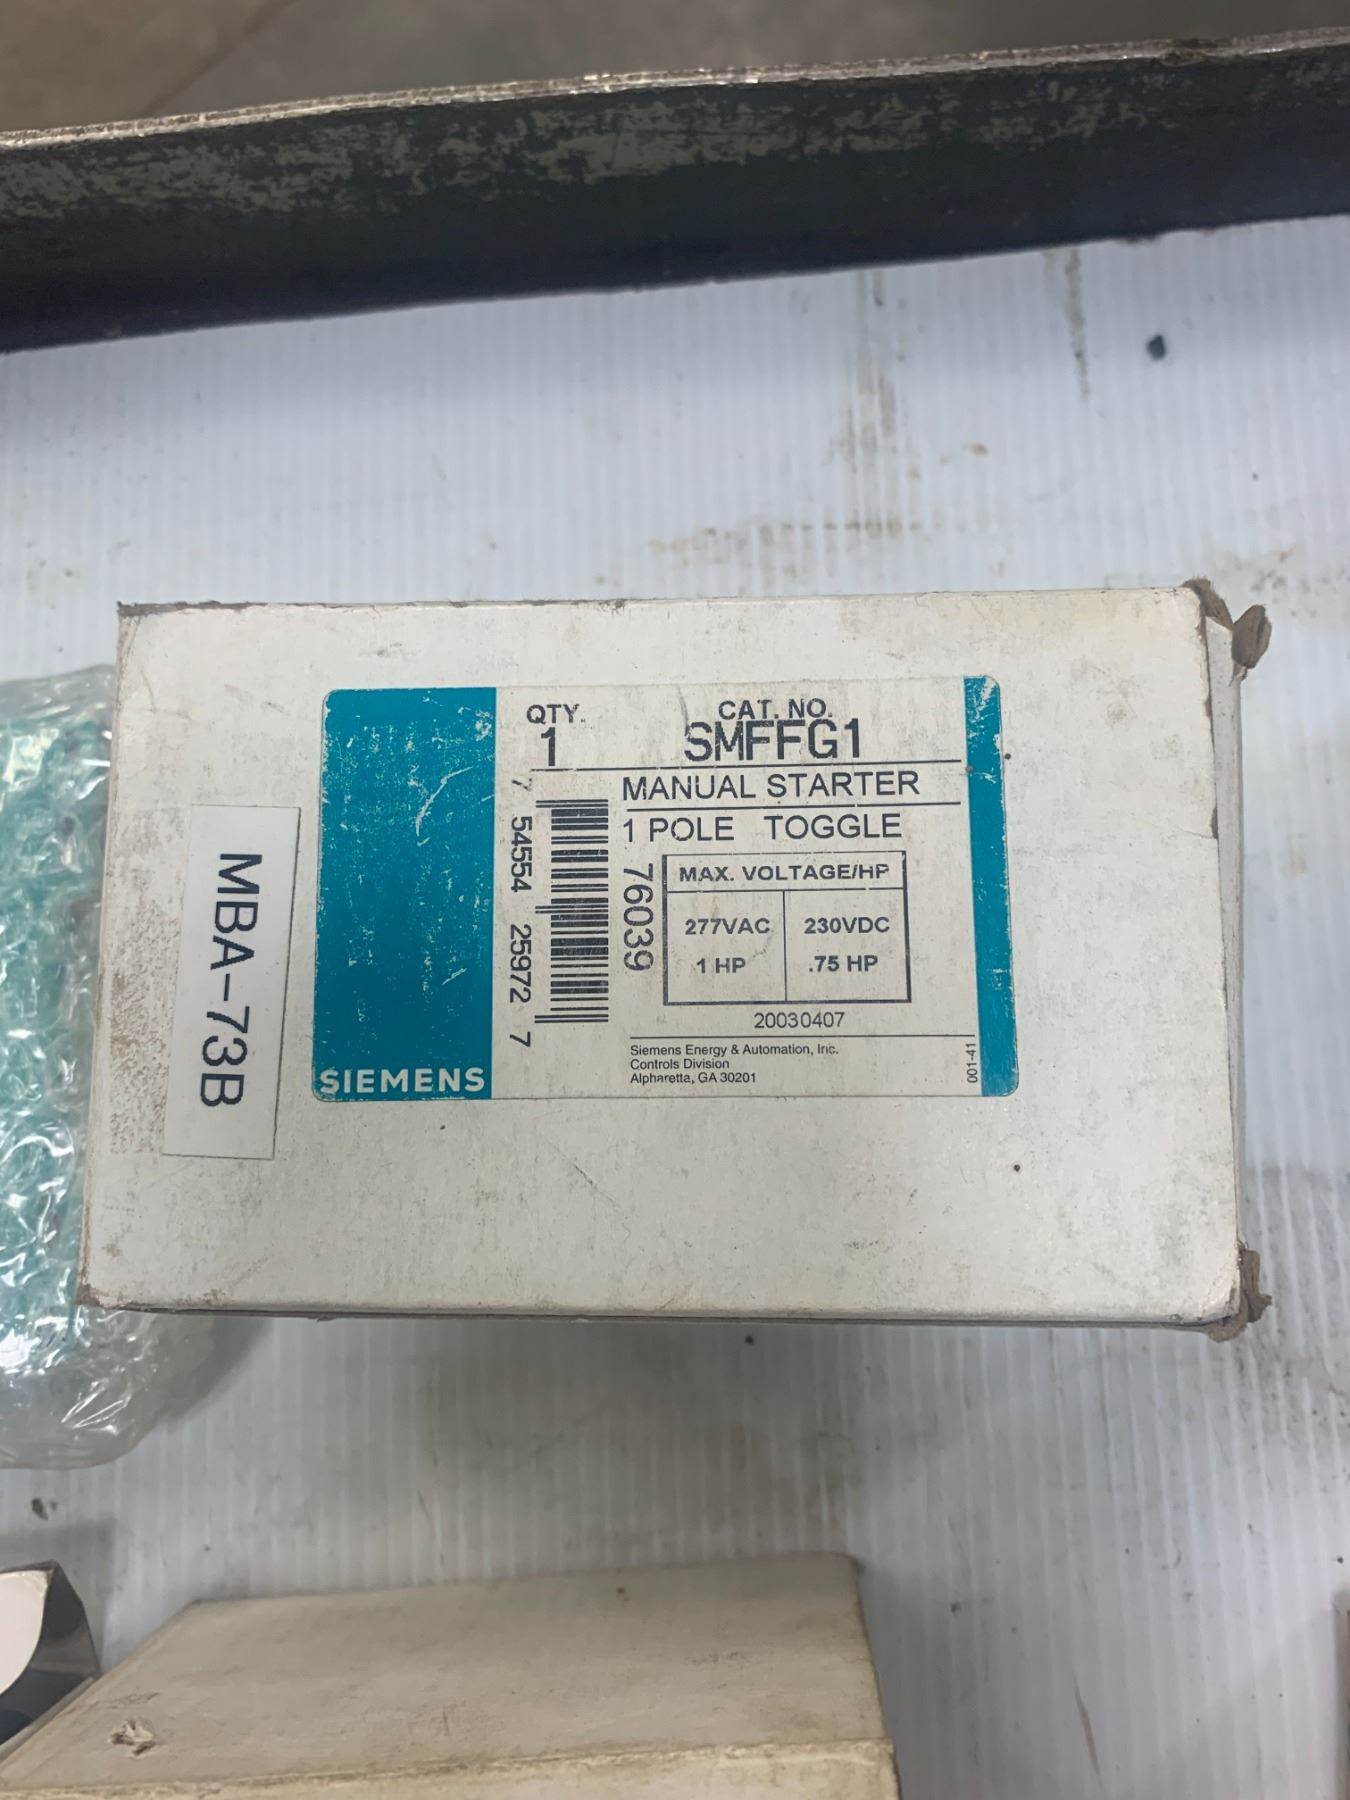 QTY.
1
CAT. NO.
SMFFG1
MANUAL STARTER
1 POLE TOGGLE
7 54554 25972 7
76039
MAX. VOLTAGE/HP
277VAC 230VDC
1 HP .75 HP
20030407
Siemens Energy & Automation, Inc.
Controls Division
Alpharetta, GA 30201
001-41
SIEMENS
MBA-73B